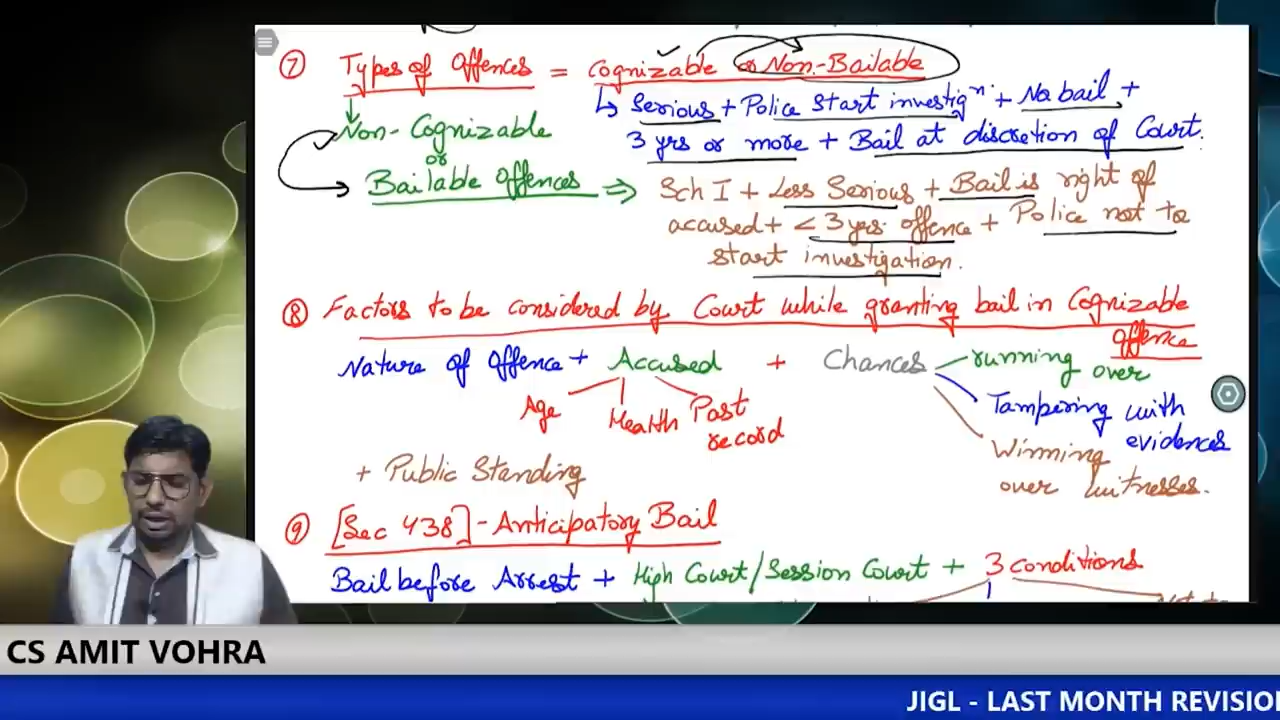 ⑦ Types of Offences = Cognizable or Non-Bailable
↳ Serious + Police Start investigⁿ + No bail +
3 yrs or more + Bail at discretion of Court.
Non-Cognizable
or
Bailable Offences ⇒ Sch I + Less Serious + Bail is right of
accused + < 3 yrs. offence + Police not to
start investigation.
⑧ Factors to be considered by Court while granting bail in Cognizable
offence
Nature of Offence + Accused + Chances
running over
Age Health Past record
Tampering with evidences
Winning over witnesses.
+ Public Standing
⑨ [Sec 438] - Anticipatory Bail
Bail before Arrest + High Court/Session Court + 3 conditions
CS AMIT VOHRA
JIGL - LAST MONTH REVISIO